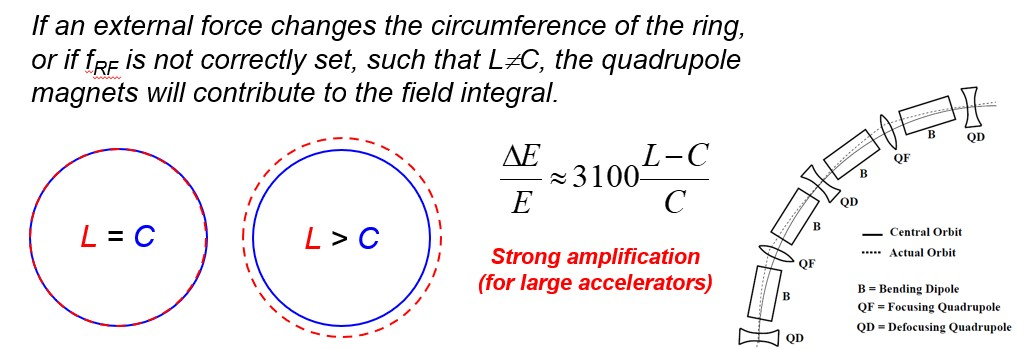 If an external force changes the circumference of the ring,
or if fRF is not correctly set, such that L≠C, the quadrupole
magnets will contribute to the field integral.
L = C
L > C
ΔE/E ≈ 3100 (L−C)/C
Strong amplification
(for large accelerators)
QD
B
QF
B
QD
B
QF
B
QD
Central Orbit
Actual Orbit
B = Bending Dipole
QF = Focusing Quadrupole
QD = Defocusing Quadrupole